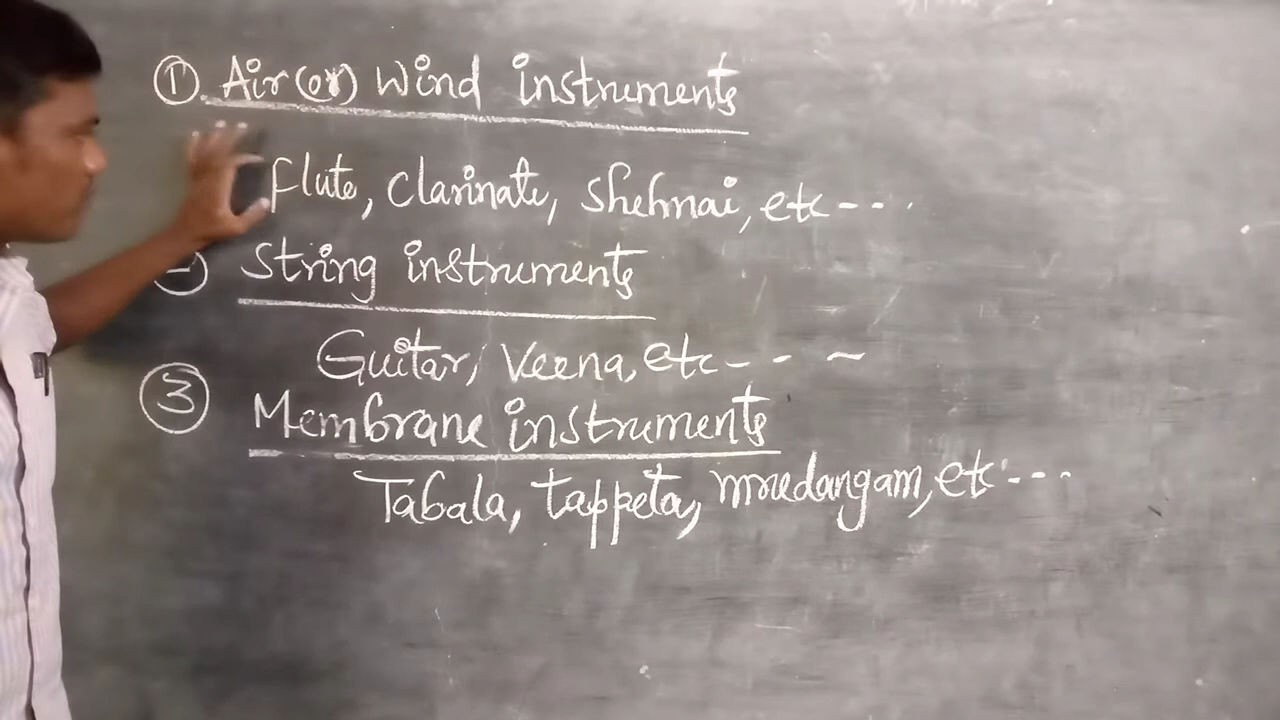 ① Air (or) Wind instruments
flute, Clarinate, Shehnai, etc - - -
String instruments
Guitar, Veena, etc - - ~
③ Membrane instruments
Tabala, tappeta, mruedangam, etc - - -